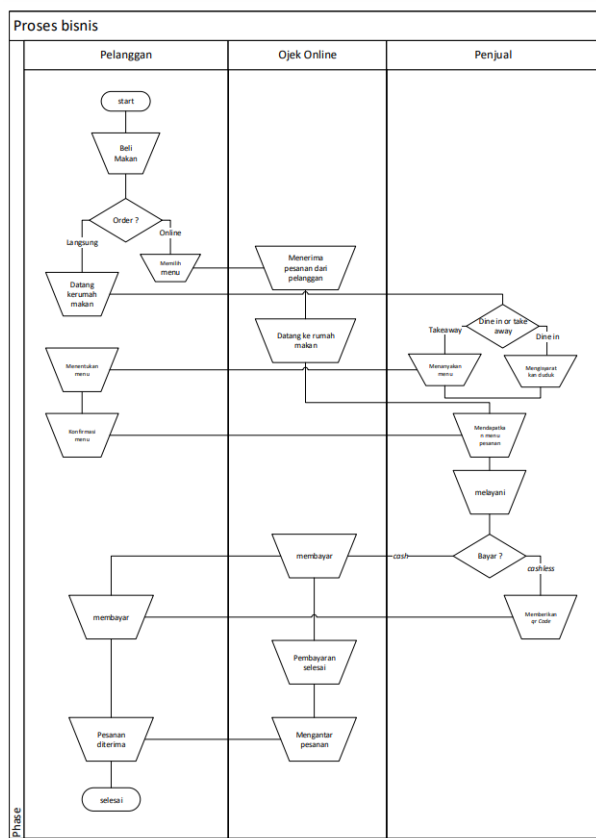 Proses bisnis
Pelanggan
Ojek Online
Penjual
start
Beli
Makan
Order ?
Langsung
Online
Memilih
menu
Menerima
pesanan dari
pelanggan
Datang
kerumah
makan
Datang ke rumah
makan
Dine in or take
away
Takeaway
Dine in
Menentukan
menu
Menanyakan
menu
Mengisyarat
kan duduk
Konfirmasi
menu
Mendapatka
n menu
pesanan
melayani
membayar
cash
Bayar ?
cashless
membayar
Memberikan
qr Code
Pembayaran
selesai
Pesanan
diterima
Mengantar
pesanan
selesai
Phase